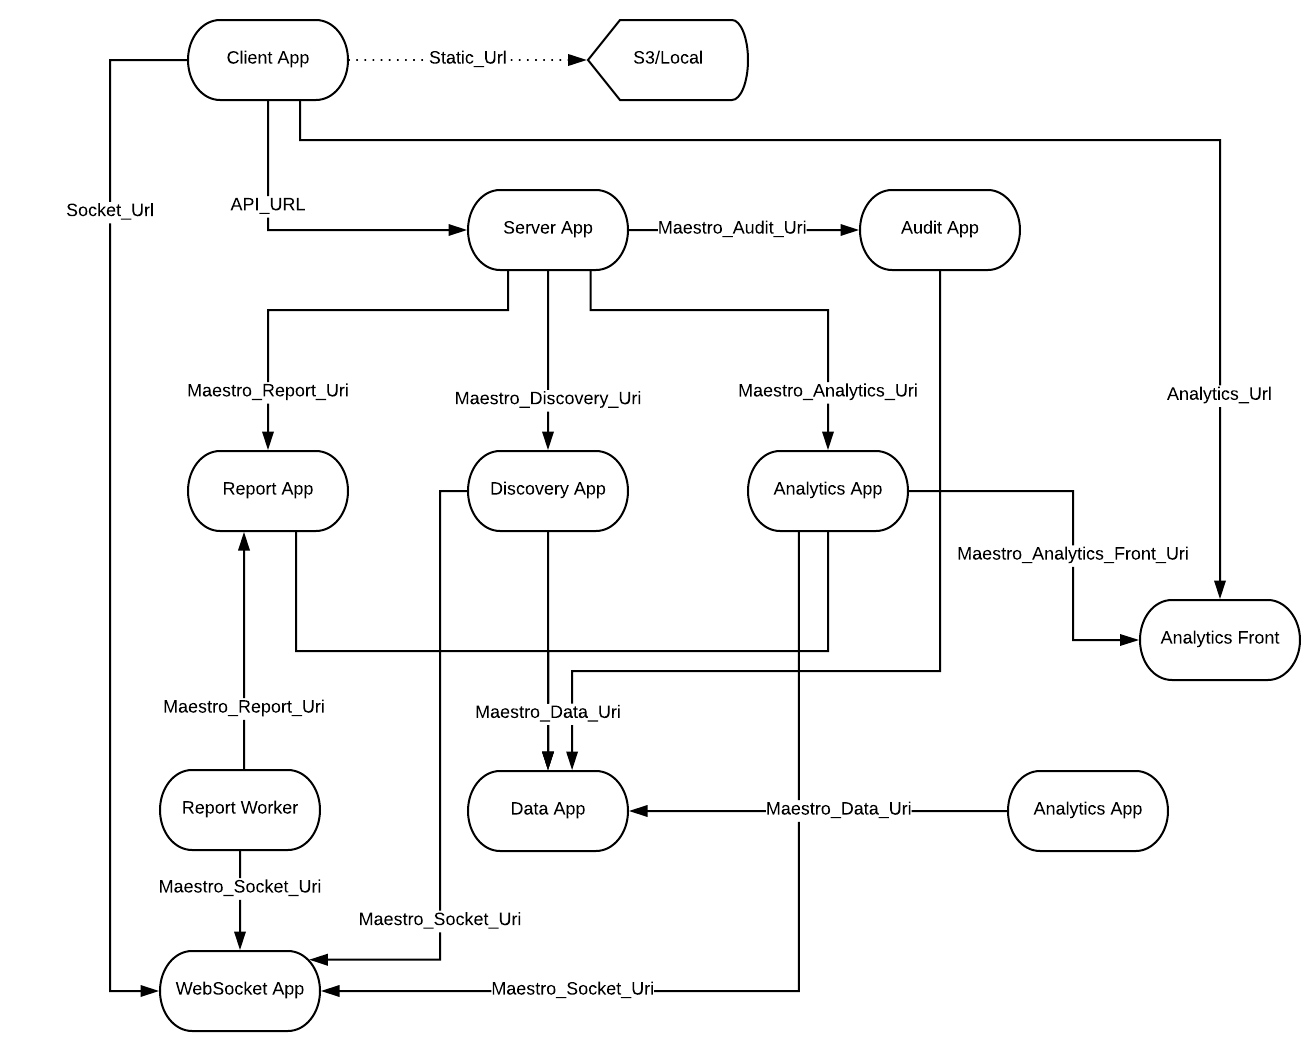 Client App
Static_Url
S3/Local
Socket_Url
API_URL
Server App
Maestro_Audit_Uri
Audit App
Maestro_Report_Uri
Maestro_Discovery_Uri
Maestro_Analytics_Uri
Analytics_Url
Report App
Discovery App
Analytics App
Maestro_Analytics_Front_Uri
Analytics Front
Maestro_Report_Uri
Maestro_Data_Uri
Report Worker
Data App
Maestro_Data_Uri
Analytics App
Maestro_Socket_Uri
Maestro_Socket_Uri
WebSocket App
Maestro_Socket_Uri